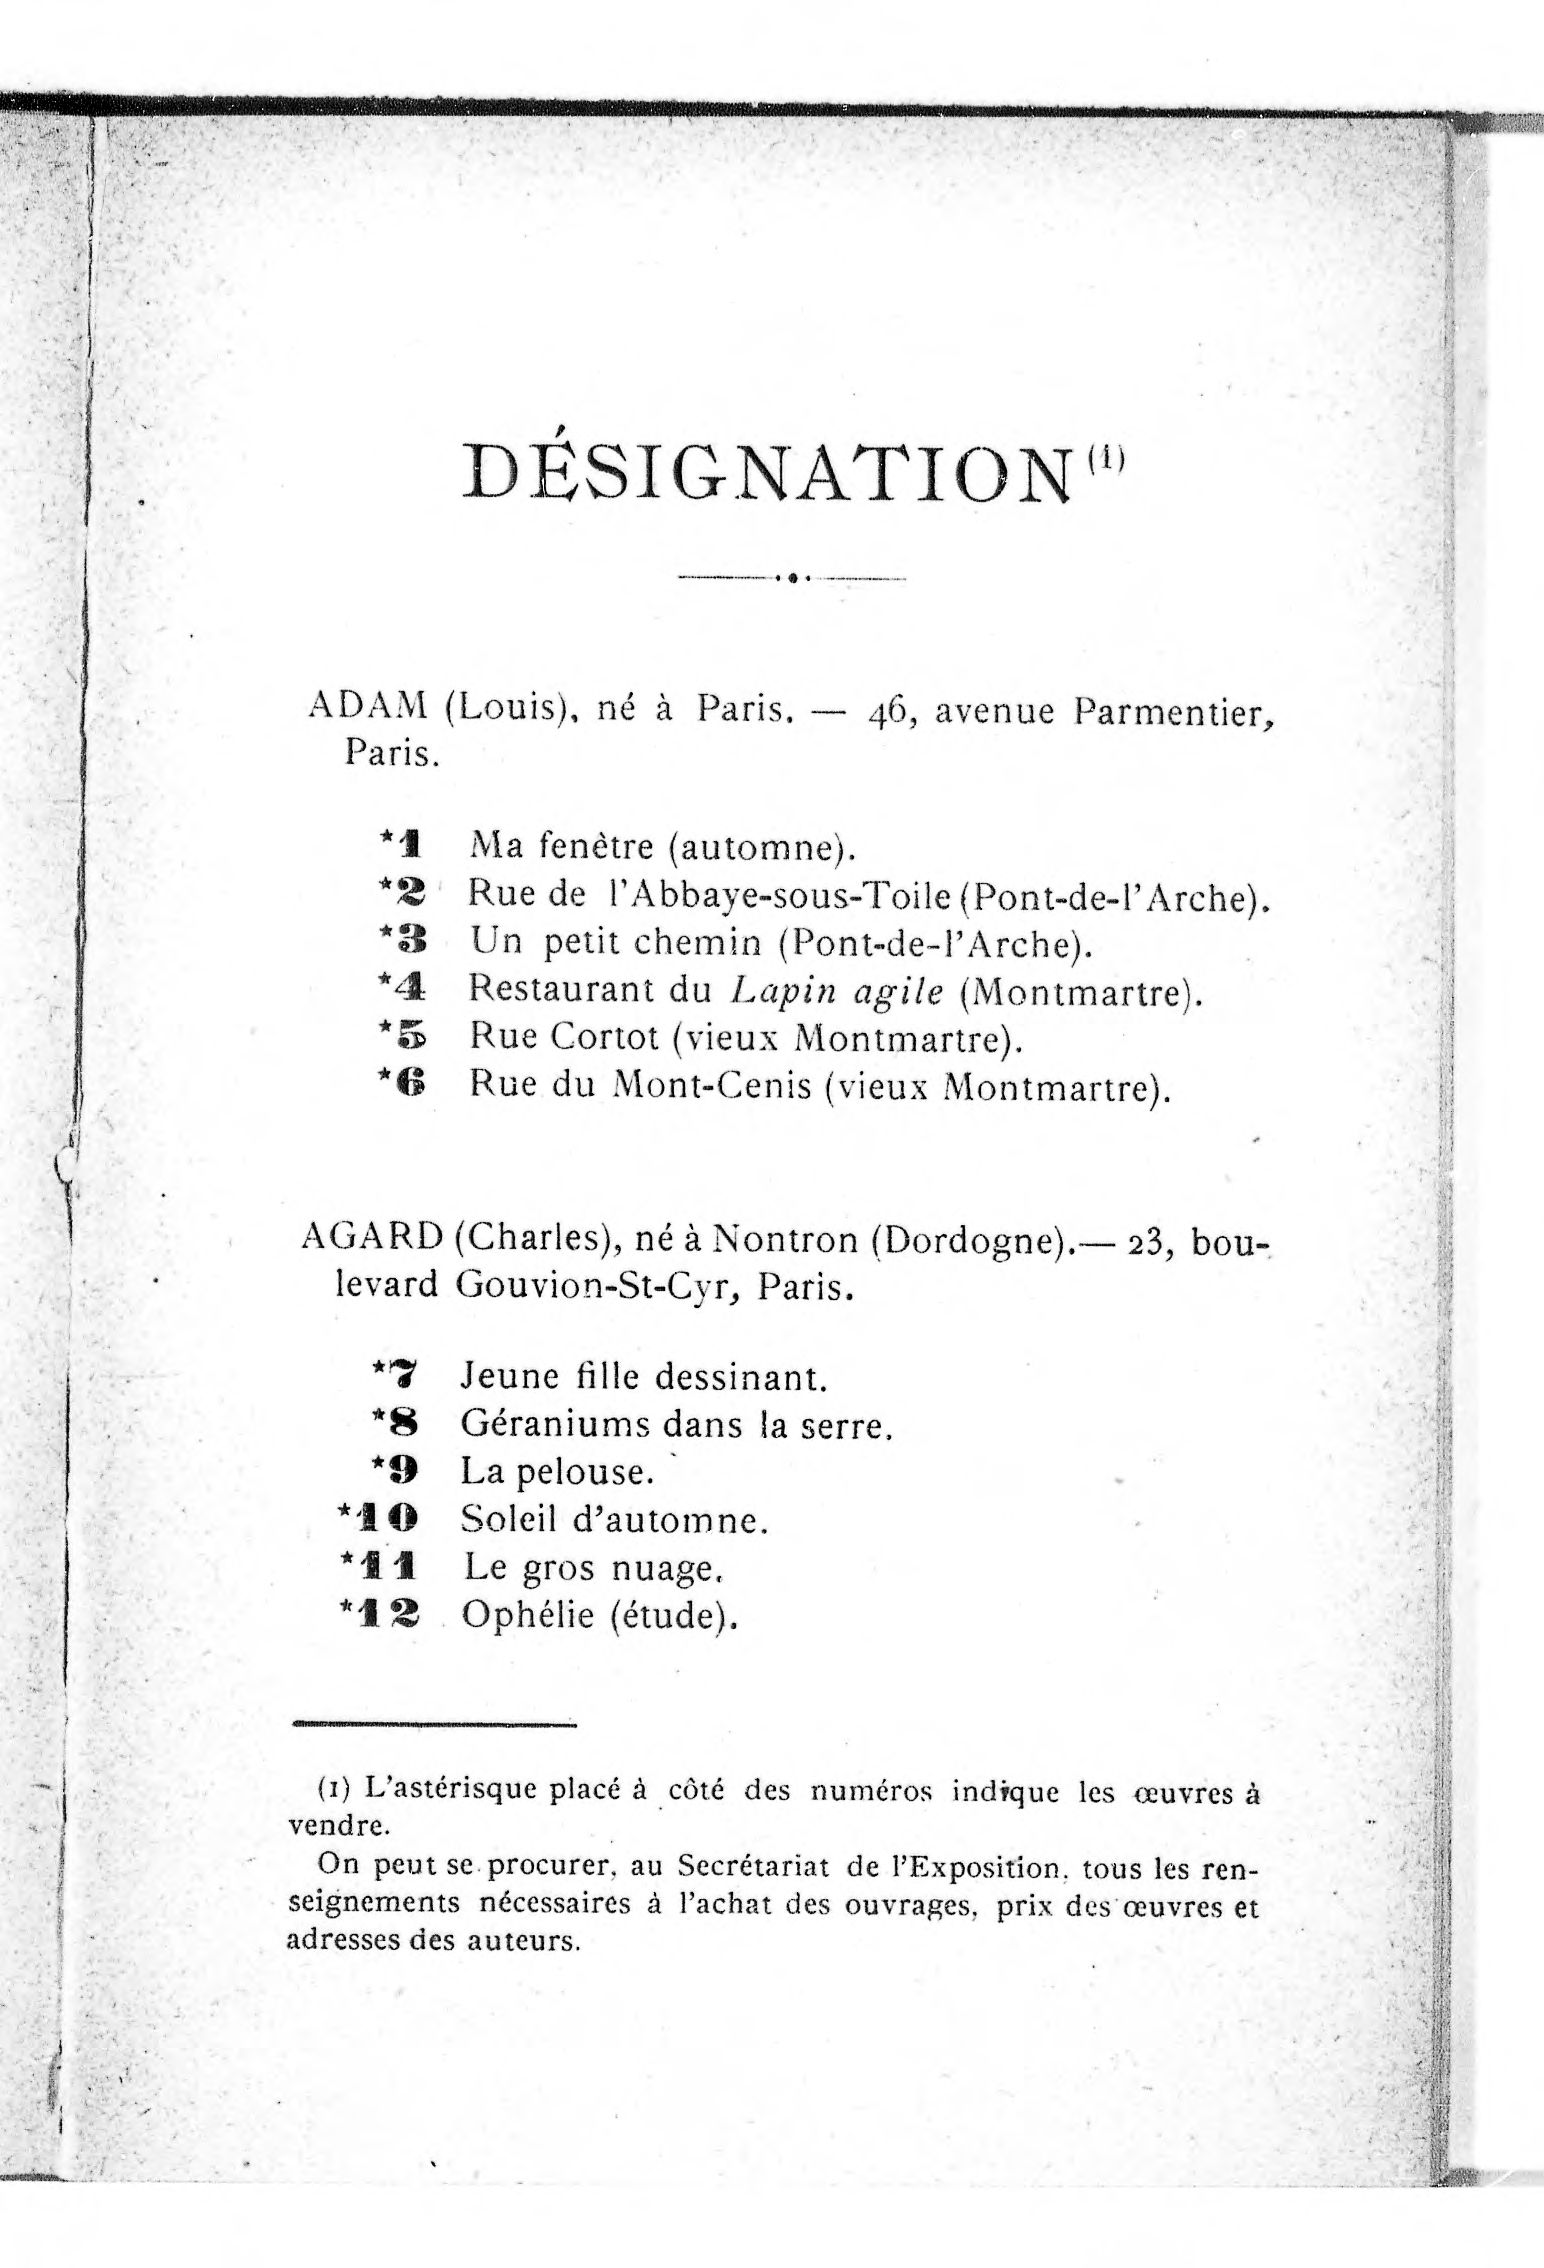 DÉSIGNATION (1)
ADAM (Louis), né à Paris. — 46, avenue Parmentier,
Paris.
*1 Ma fenètre (automne).
*2 Rue de l'Abbaye-sous-Toile (Pont-de-l'Arche).
*3 Un petit chemin (Pont-de-l'Arche).
*4 Restaurant du Lapin agile (Montmartre).
*5 Rue Cortot (vieux Montmartre).
*6 Rue du Mont-Cenis (vieux Montmartre).
AGARD (Charles), né à Nontron (Dordogne).— 23, bou-
levard Gouvion-St-Cyr, Paris.
*7 Jeune fille dessinant.
*8 Géraniums dans la serre.
*9 La pelouse.
*10 Soleil d'automne.
*11 Le gros nuage.
*12 Ophélie (étude).
(1) L'astérisque placé à côté des numéros indique les œuvres à
vendre.
On peut se procurer, au Secrétariat de l'Exposition, tous les ren-
seignements nécessaires à l'achat des ouvrages, prix des œuvres et
adresses des auteurs.